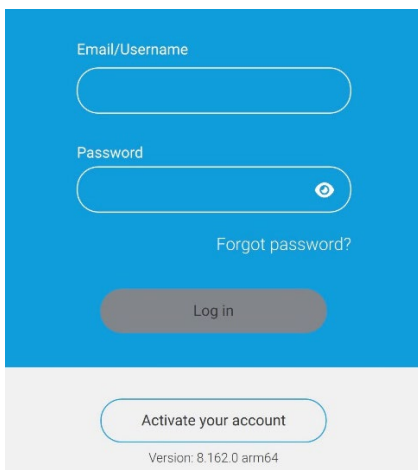 Email/Username
Password
Forgot password?
Log in
Activate your account
Version: 8.162.0 arm64